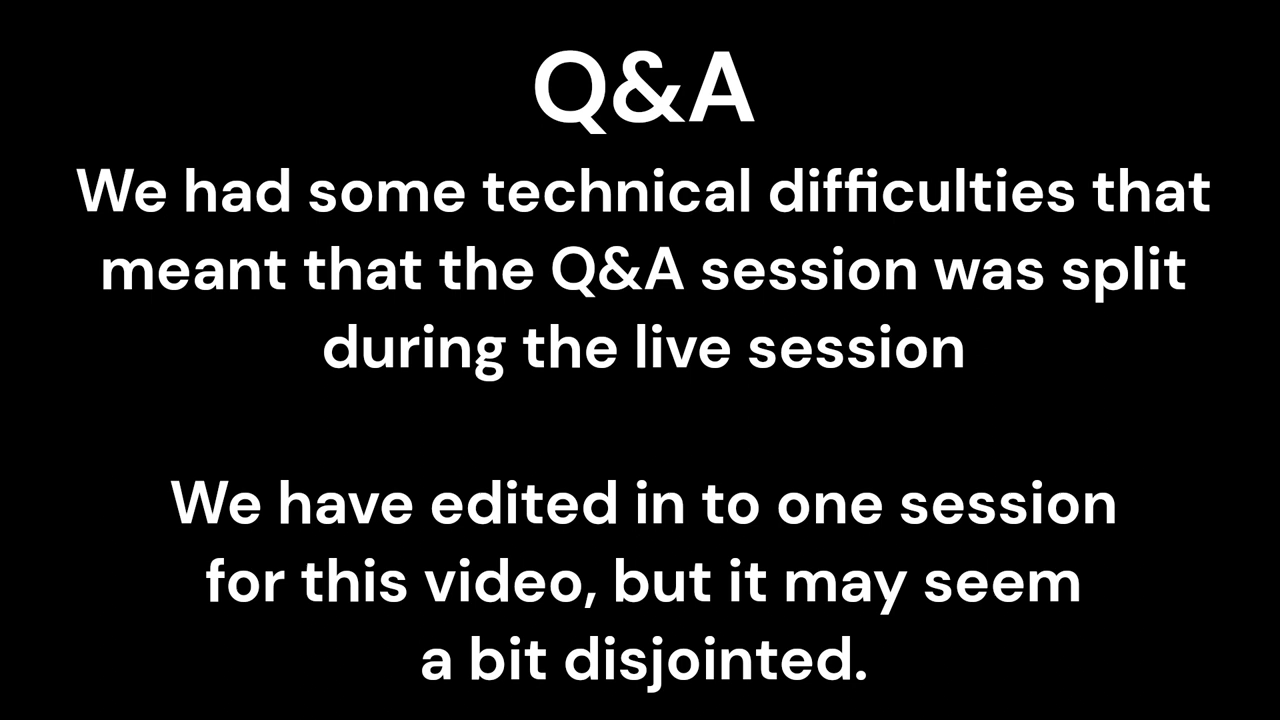 Q&A
We had some technical difficulties that
meant that the Q&A session was split
during the live session
We have edited in to one session
for this video, but it may seem
a bit disjointed.